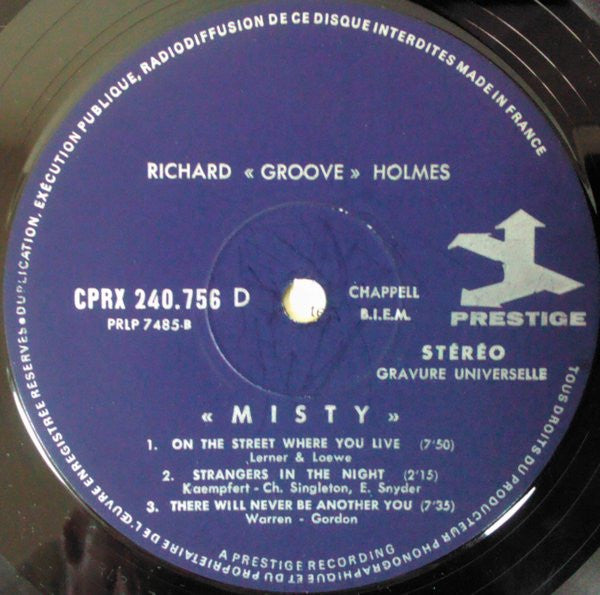 DUPLICATION, EXÉCUTION PUBLIQUE, RADIODIFFUSION DE CE DISQUE INTERDITES MADE IN FRANCE
RICHARD « GROOVE » HOLMES
CPRX 240.756 D
PRLP 7485-B
CHAPPELL
B.I.E.M.
PRESTIGE
STÉRÉO
GRAVURE UNIVERSELLE
« MISTY »
1. ON THE STREET WHERE YOU LIVE (7'50)
Lerner & Loewe
2. STRANGERS IN THE NIGHT (2'15)
Kaempfert - Ch. Singleton, E. Snyder
3. THERE WILL NEVER BE ANOTHER YOU (7'35)
Warren - Gordon
A PRESTIGE RECORDING
TOUS DROITS DU PRODUCTEUR PHONOGRAPHIQUE ET DU PROPRIETAIRE DE L'ŒUVRE ENREGISTREE RESERVES •